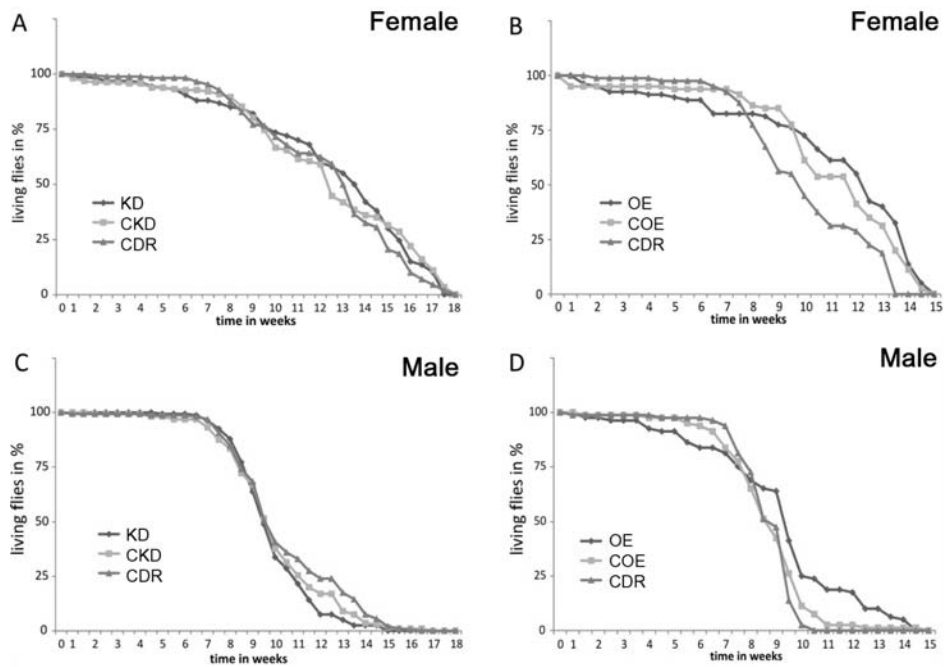 A
Female
living flies in %
100
75
50
25
0
KD
CKD
CDR
0 1 2 3 4 5 6 7 8 9 10 11 12 13 14 15 16 17 18
time in weeks
B
Female
living flies in %
100
75
50
25
0
OE
COE
CDR
0 1 2 3 4 5 6 7 8 9 10 11 12 13 14 15
time in weeks
C
Male
living flies in %
100
75
50
25
0
KD
CKD
CDR
0 1 2 3 4 5 6 7 8 9 10 11 12 13 14 15 16 17 18
time in weeks
D
Male
living flies in %
100
75
50
25
0
OE
COE
CDR
0 1 2 3 4 5 6 7 8 9 10 11 12 13 14 15
time in weeks